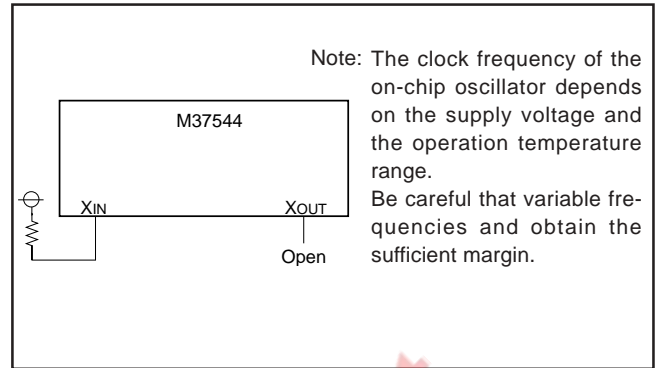 Note: The clock frequency of the
on-chip oscillator depends
on the supply voltage and
the operation temperature
range.
Be careful that variable fre-
quencies and obtain the
sufficient margin.
M37544
XIN
XOUT
Open